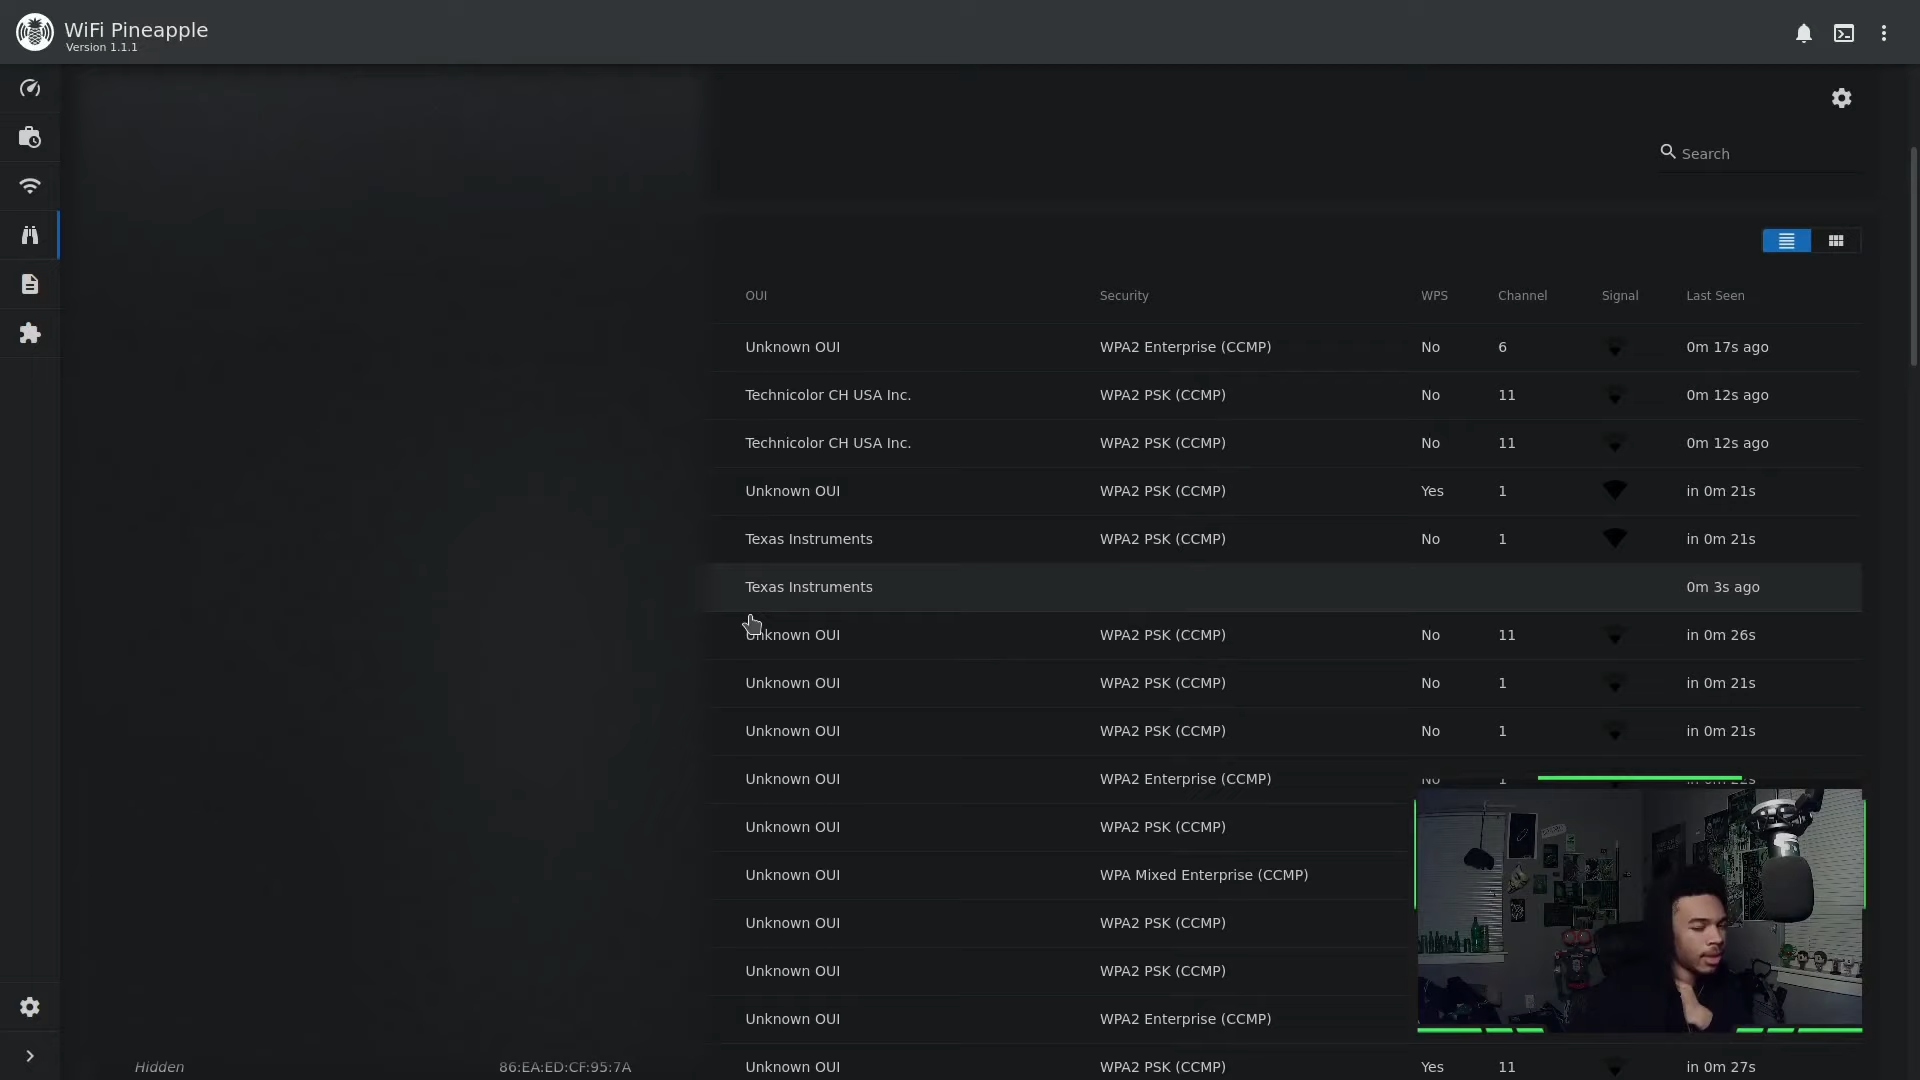 WiFi Pineapple
Version 1.1.1
Search
OUI Security WPS Channel Signal Last Seen
Unknown OUI WPA2 Enterprise (CCMP) No 6 0m 17s ago
Technicolor CH USA Inc. WPA2 PSK (CCMP) No 11 0m 12s ago
Technicolor CH USA Inc. WPA2 PSK (CCMP) No 11 0m 12s ago
Unknown OUI WPA2 PSK (CCMP) Yes 1 in 0m 21s
Texas Instruments WPA2 PSK (CCMP) No 1 in 0m 21s
Texas Instruments 0m 3s ago
Unknown OUI WPA2 PSK (CCMP) No 11 in 0m 26s
Unknown OUI WPA2 PSK (CCMP) No 1 in 0m 21s
Unknown OUI WPA2 PSK (CCMP) No 1 in 0m 21s
Unknown OUI WPA2 Enterprise (CCMP)
Unknown OUI WPA2 PSK (CCMP)
Unknown OUI WPA Mixed Enterprise (CCMP)
Unknown OUI WPA2 PSK (CCMP)
Unknown OUI WPA2 PSK (CCMP)
Unknown OUI WPA2 Enterprise (CCMP)
Hidden 86:EA:ED:CF:95:7A Unknown OUI WPA2 PSK (CCMP) Yes 11 in 0m 27s